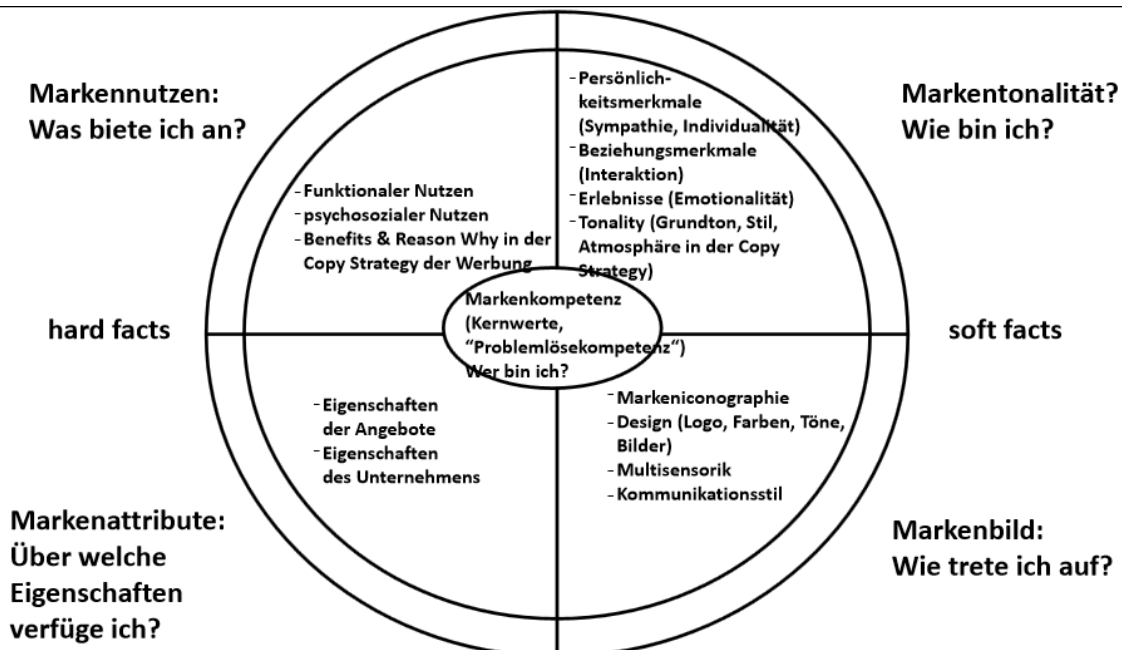 Markennutzen:
Was biete ich an?
- Funktionaler Nutzen
- psychosozialer Nutzen
- Benefits & Reason Why in der
Copy Strategy der Werbung
- Persönlich-
keitsmerkmale
(Sympathie, Individualität)
- Beziehungsmerkmale
(Interaktion)
- Erlebnisse (Emotionalität)
- Tonality (Grundton, Stil,
Atmosphäre in der Copy
Strategy)
Markentonalität?
Wie bin ich?
hard facts
Markenkompetenz
(Kernwerte,
“Problemlösekompetenz“)
Wer bin ich?
soft facts
Markenattribute:
Über welche
Eigenschaften
verfüge ich?
- Eigenschaften
der Angebote
- Eigenschaften
des Unternehmens
- Markeniconographie
- Design (Logo, Farben, Töne,
Bilder)
- Multisensorik
- Kommunikationsstil
Markenbild:
Wie trete ich auf?